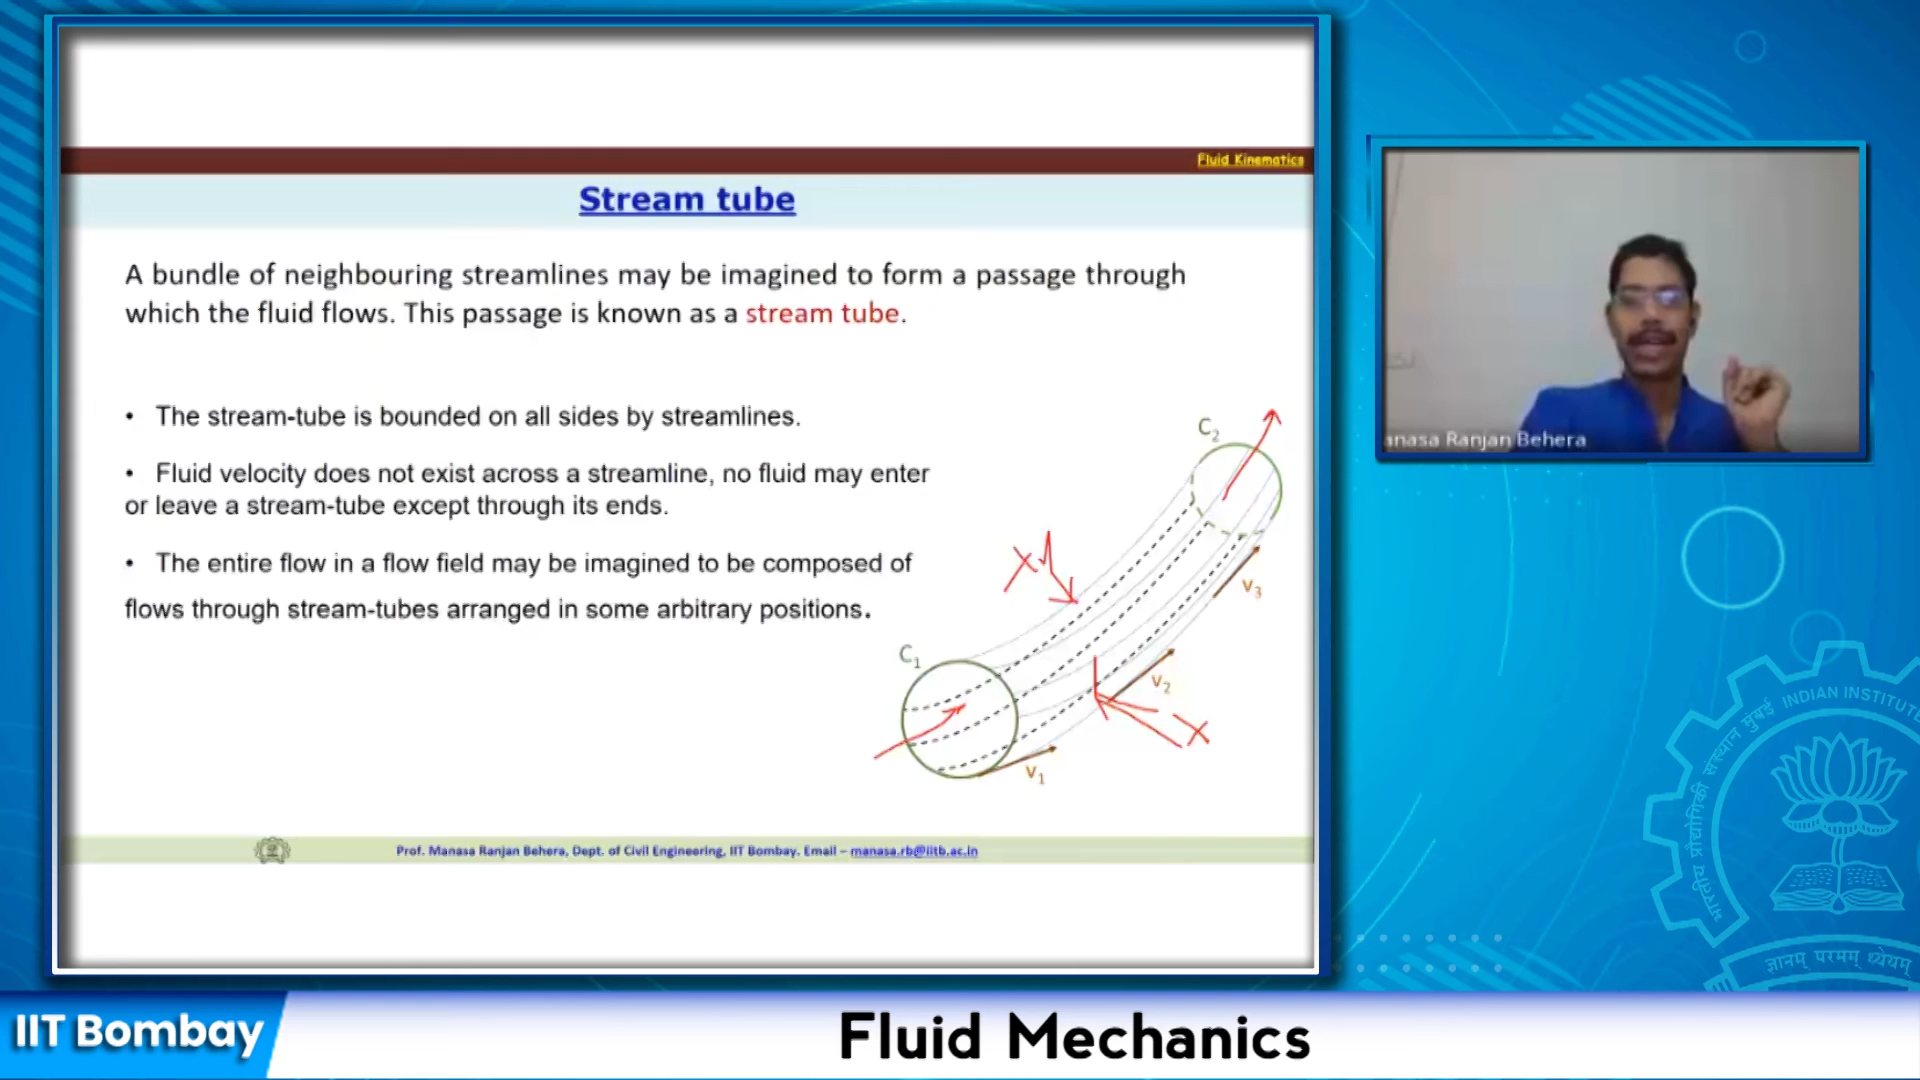 Fluid Kinematics
Stream tube
A bundle of neighbouring streamlines may be imagined to form a passage through
which the fluid flows. This passage is known as a stream tube.
• The stream-tube is bounded on all sides by streamlines.
• Fluid velocity does not exist across a streamline, no fluid may enter
or leave a stream-tube except through its ends.
• The entire flow in a flow field may be imagined to be composed of
flows through stream-tubes arranged in some arbitrary positions.
C2
X
V3
C1
V2
X
V1
Prof. Manasa Ranjan Behera, Dept. of Civil Engineering, IIT Bombay. Email – manasa.rb@iitb.ac.in
anasa Ranjan Behera
INDIAN INSTITUTE
भारतीय प्रौद्योगिकी संस्थान मुंबई
ज्ञानम् परमम् ध्येयम्
IIT Bombay
Fluid Mechanics